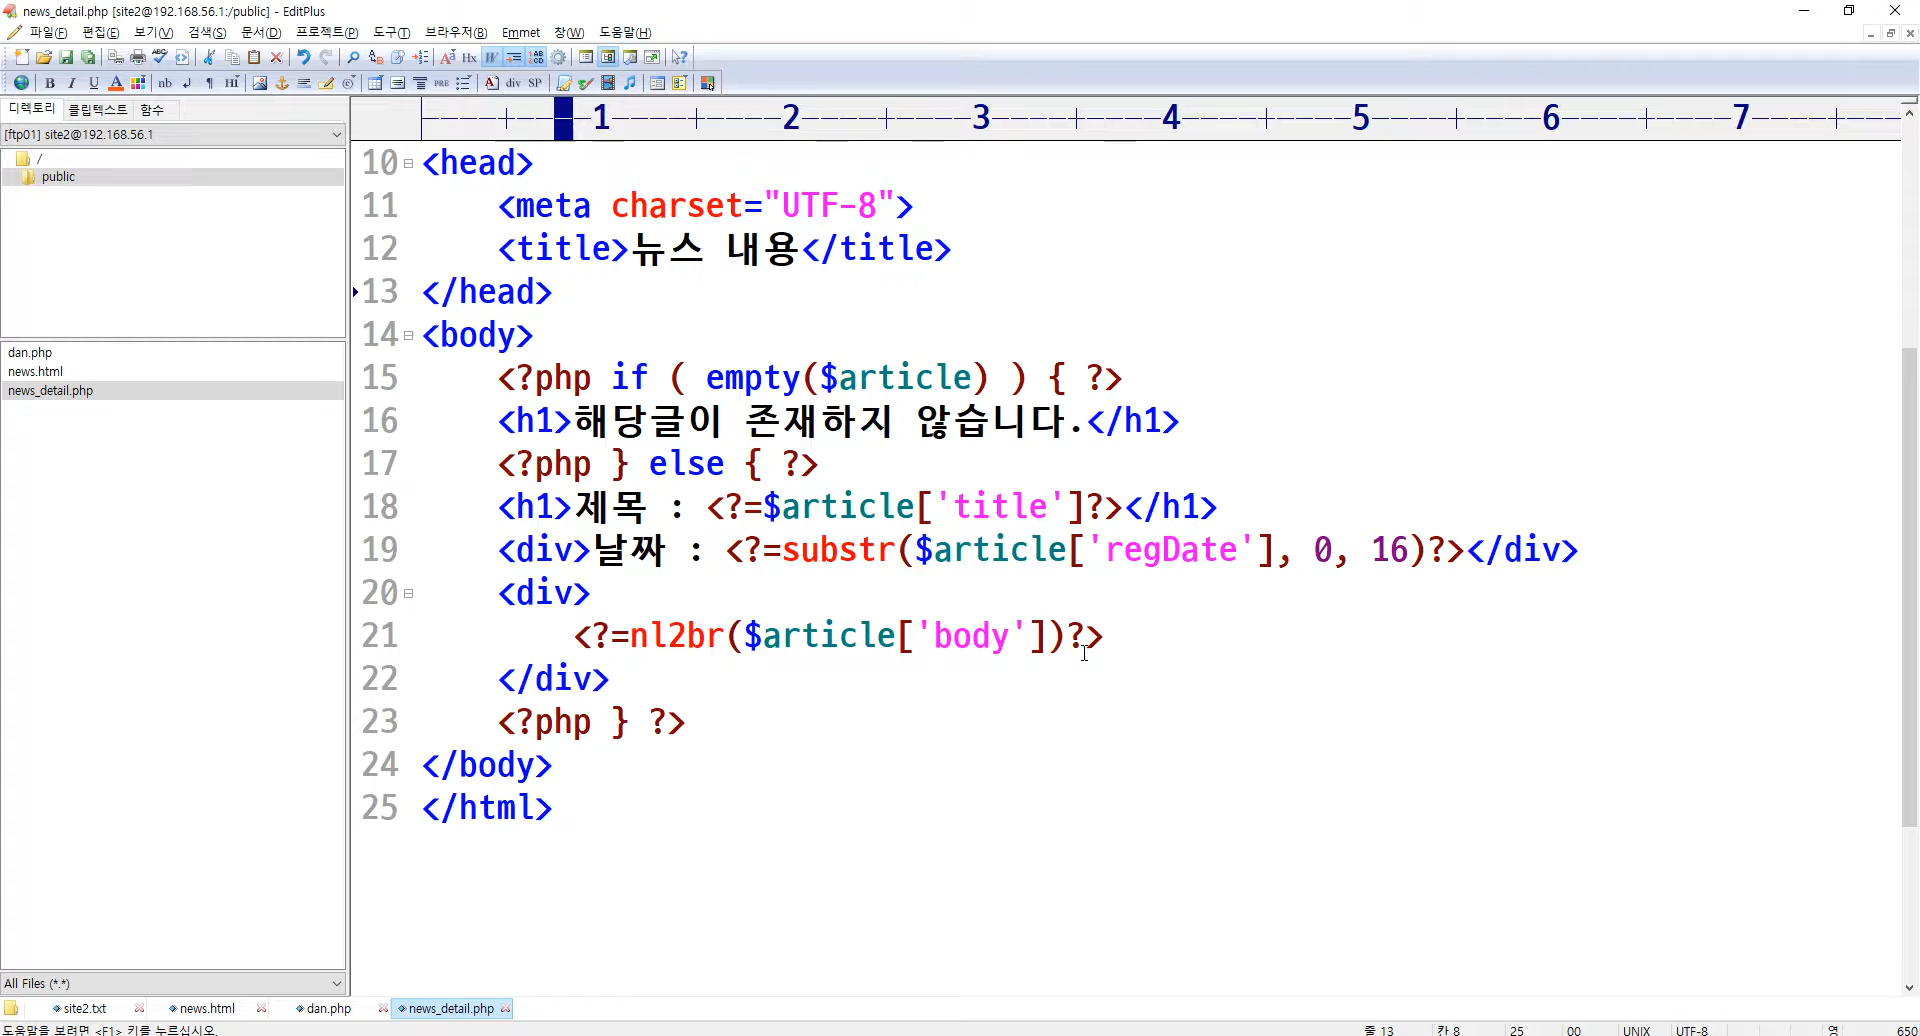 news_detail.php [site2@192.168.56.1:/public] - EditPlus
파일(F) 편집(E) 보기(V) 검색(S) 문서(D) 프로젝트(P) 도구(T) 브라우저(B) Emmet 창(W) 도움말(H)
B I U A nb ¶ HI PRE A div SP
디렉토리 클립텍스트 함수
[ftp01] site2@192.168.56.1
/
public
dan.php
news.html
news_detail.php
All Files (*.*)
1 2 3 4 5 6 7
10 <head>
11 <meta charset="UTF-8">
12 <title>뉴스 내용</title>
13 </head>
14 <body>
15 <?php if ( empty($article) ) { ?>
16 <h1>해당글이 존재하지 않습니다.</h1>
17 <?php } else { ?>
18 <h1>제목 : <?=$article['title']?></h1>
19 <div>날짜 : <?=substr($article['regDate'], 0, 16)?></div>
20 <div>
21 <?=nl2br($article['body'])?>
22 </div>
23 <?php } ?>
24 </body>
25 </html>
site2.txt news.html dan.php news_detail.php
도움말을 보려면 <F1> 키를 누르십시오. 줄 13 칸 8 25 00 UNIX UTF-8 영 650